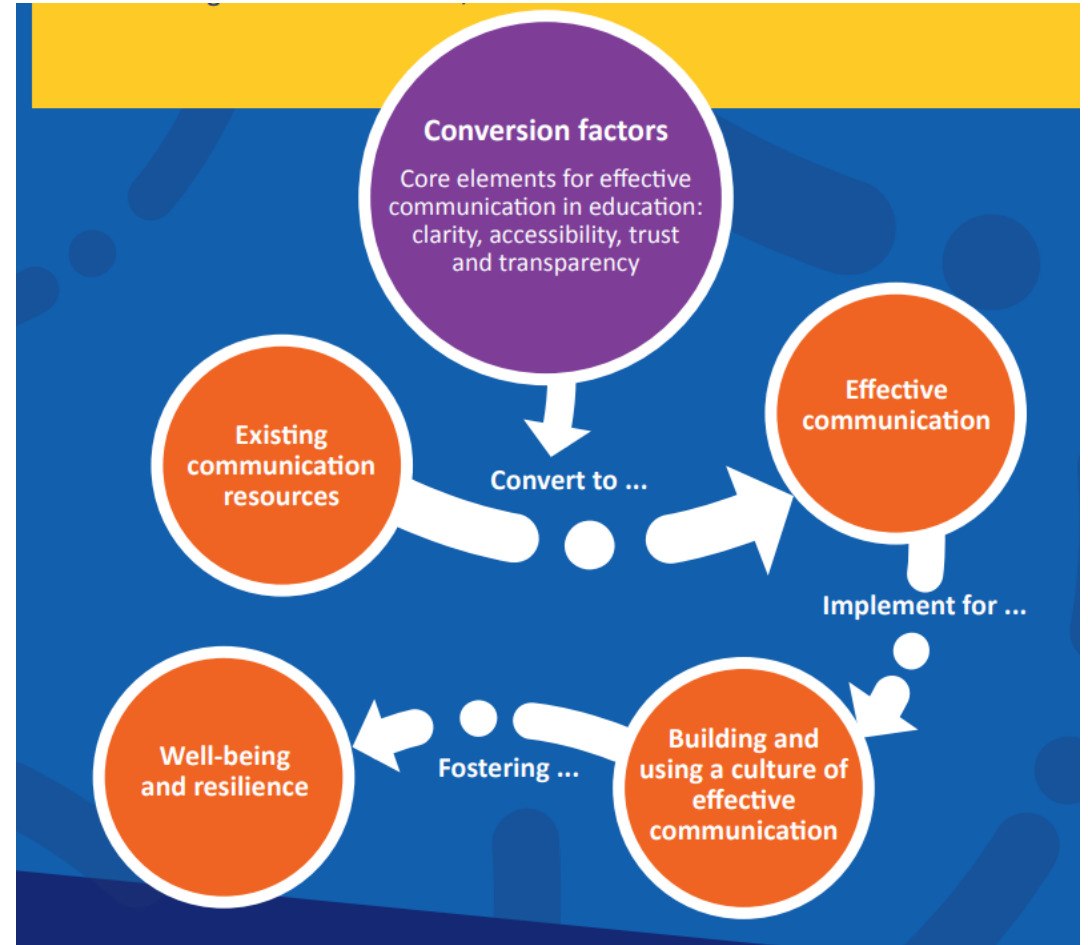 Conversion factors
Core elements for effective
communication in education:
clarity, accessibility, trust
and transparency
Existing
communication
resources
Convert to ...
Effective
communication
Implement for ...
Building and
using a culture of
effective
communication
Fostering ...
Well-being
and resilience